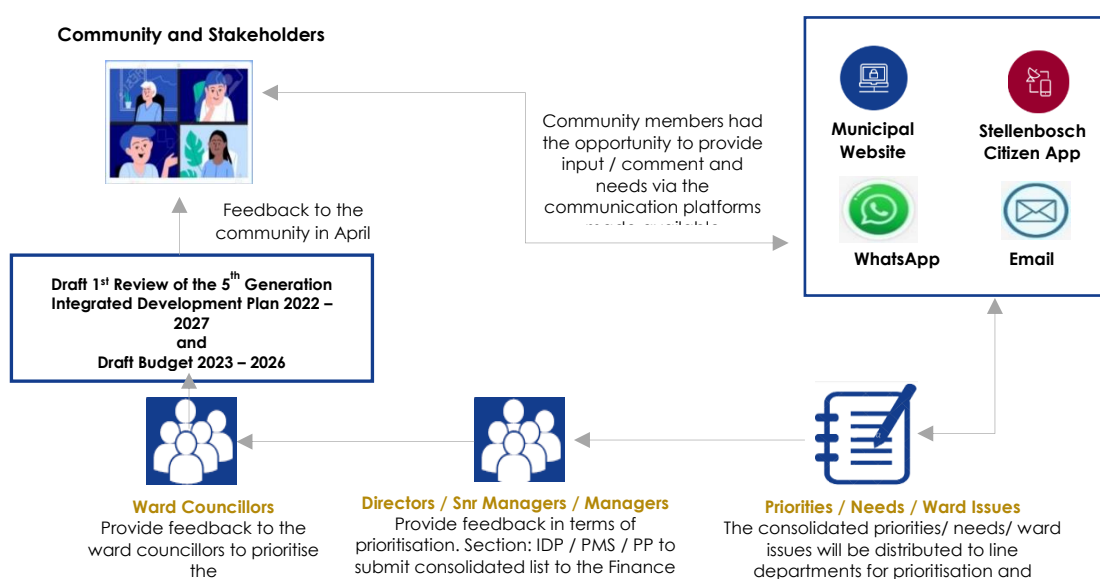 Community and Stakeholders
Community members had
the opportunity to provide
input / comment and
needs via the
communication platforms
made available
Municipal
Website
Stellenbosch
Citizen App
WhatsApp
Email
Feedback to the
community in April
Draft 1st Review of the 5th Generation
Integrated Development Plan 2022 –
2027
and
Draft Budget 2023 – 2026
Ward Councillors
Provide feedback to the
ward councillors to prioritise
the
Directors / Snr Managers / Managers
Provide feedback in terms of
prioritisation. Section: IDP / PMS / PP to
submit consolidated list to the Finance
Priorities / Needs / Ward Issues
The consolidated priorities/ needs/ ward
issues will be distributed to line
departments for prioritisation and